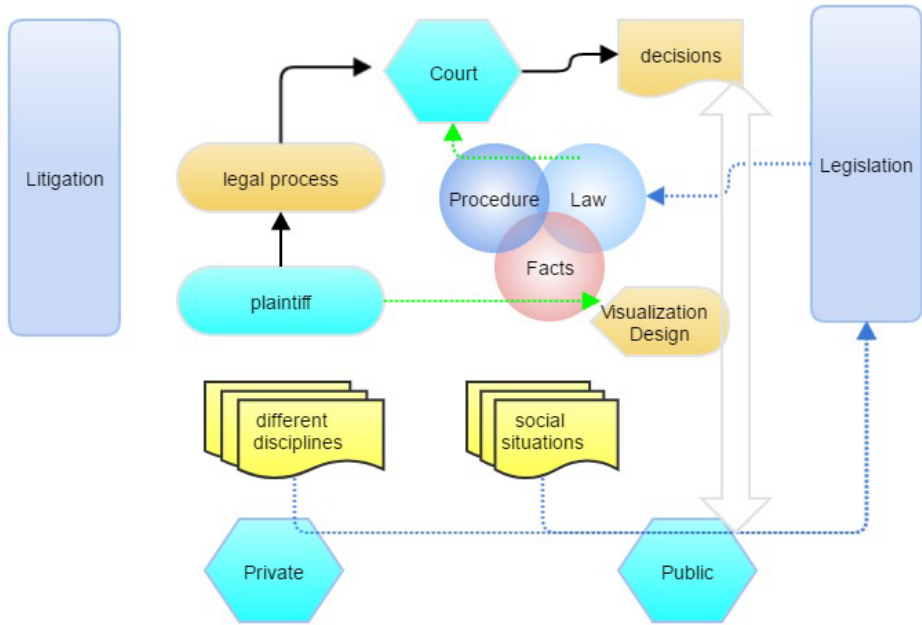 decisions
Court
Litigation
legal process
Procedure
Law
Legislation
Facts
plaintiff
Visualization
Design
different
disciplines
social
situations
Private
Public